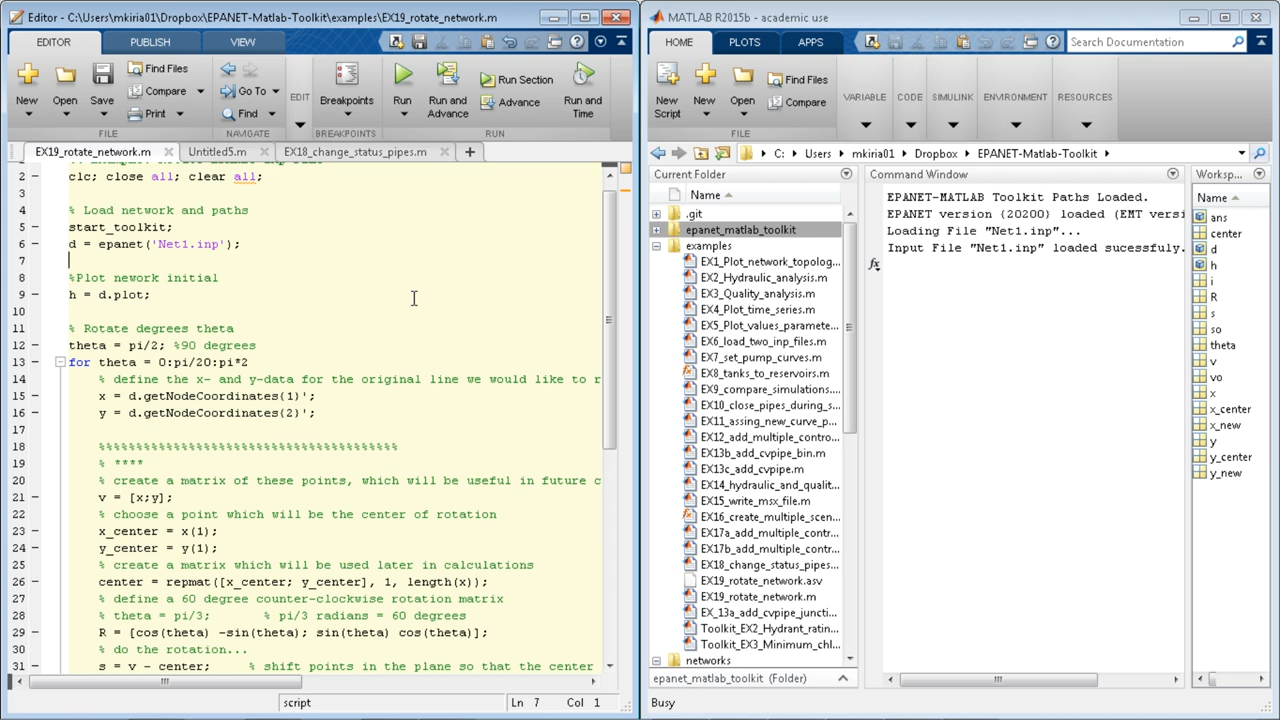 Editor - C:\Users\mkiria01\Dropbox\EPANET-Matlab-Toolkit\examples\EX19_rotate_network.m
EDITOR PUBLISH VIEW
New Open Save Find Files Compare Print Go To Find EDIT Breakpoints Run Run and Advance Run Section Advance Run and Time
FILE NAVIGATE BREAKPOINTS RUN
EX19_rotate_network.m Untitled5.m EX18_change_status_pipes.m
2 clc; close all; clear all;
3
4 % Load network and paths
5 start_toolkit;
6 d = epanet('Net1.inp');
7
8 %Plot nework initial
9 h = d.plot;
10
11 % Rotate degrees theta
12 theta = pi/2; %90 degrees
13 for theta = 0:pi/20:pi*2
14 % define the x- and y-data for the original line we would like to r
15 x = d.getNodeCoordinates{1}';
16 y = d.getNodeCoordinates{2}';
17
18 %%%%%%%%%%%%%%%%%%%%%%%%%%%%%%%%%%%%%%%%
19 % ****
20 % create a matrix of these points, which will be useful in future c
21 v = [x;y];
22 % choose a point which will be the center of rotation
23 x_center = x(1);
24 y_center = y(1);
25 % create a matrix which will be used later in calculations
26 center = repmat([x_center; y_center], 1, length(x));
27 % define a 60 degree counter-clockwise rotation matrix
28 % theta = pi/3; % pi/3 radians = 60 degrees
29 R = [cos(theta) -sin(theta); sin(theta) cos(theta)];
30 % do the rotation...
31 s = v - center; % shift points in the plane so that the center
script Ln 7 Col 1
MATLAB R2015b - academic use
HOME PLOTS APPS Search Documentation
New Script New Open Find Files Compare VARIABLE CODE SIMULINK ENVIRONMENT RESOURCES
FILE
C: Users mkiria01 Dropbox EPANET-Matlab-Toolkit
Current Folder
Name
.git
epanet_matlab_toolkit
examples
EX1_Plot_network_topolog...
EX2_Hydraulic_analysis.m
EX3_Quality_analysis.m
EX4_Plot_time_series.m
EX5_Plot_values_paramete...
EX6_load_two_inp_files.m
EX7_set_pump_curves.m
EX8_tanks_to_reservoirs.m
EX9_compare_simulations...
EX10_close_pipes_during_s...
EX11_assing_new_curve_p...
EX12_add_multiple_contro...
EX13b_add_cvpipe_bin.m
EX13c_add_cvpipe.m
EX14_hydraulic_and_qualit...
EX15_write_msx_file.m
EX16_create_multiple_scen...
EX17a_add_multiple_contr...
EX17b_add_multiple_contr...
EX18_change_status_pipes...
EX19_rotate_network.asv
EX19_rotate_network.m
EX_13a_add_cvpipe_juncti...
Toolkit_EX2_Hydrant_ratin...
Toolkit_EX3_Minimum_chl...
networks
epanet_matlab_toolkit (Folder)
Busy
Command Window
EPANET-MATLAB Toolkit Paths Loaded.
EPANET version {20200} loaded (EMT versi
Loading File "Net1.inp"...
Input File "Net1.inp" loaded sucessfuly.
fx
Worksp...
Name
ans
center
d
h
i
R
s
so
theta
v
vo
x
x_center
x_new
y
y_center
y_new